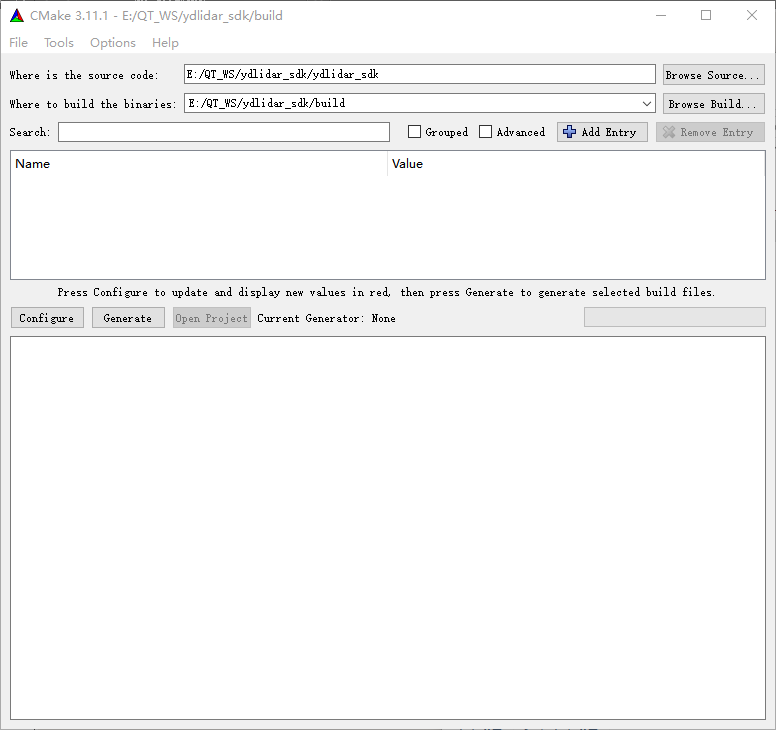 CMake 3.11.1 - E:/QT_WS/ydlidar_sdk/build
File Tools Options Help
Where is the source code: E:/QT_WS/ydlidar_sdk/ydlidar_sdk Browse Source...
Where to build the binaries: E:/QT_WS/ydlidar_sdk/build Browse Build...
Search: Grouped Advanced Add Entry Remove Entry
Name Value
Press Configure to update and display new values in red, then press Generate to generate selected build files.
Configure Generate Open Project Current Generator: None